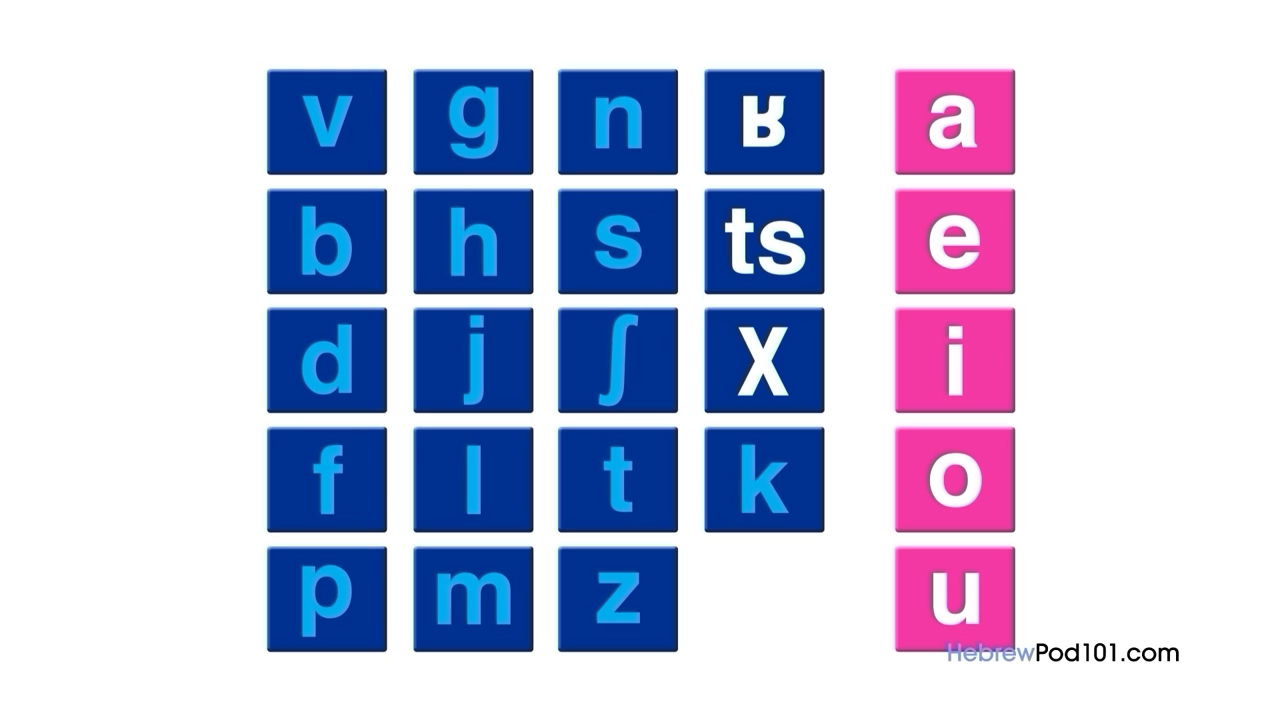 v g n ʁ a
b h s ts e
d j ʃ χ i
f l t k o
p m z u
HebrewPod101.com